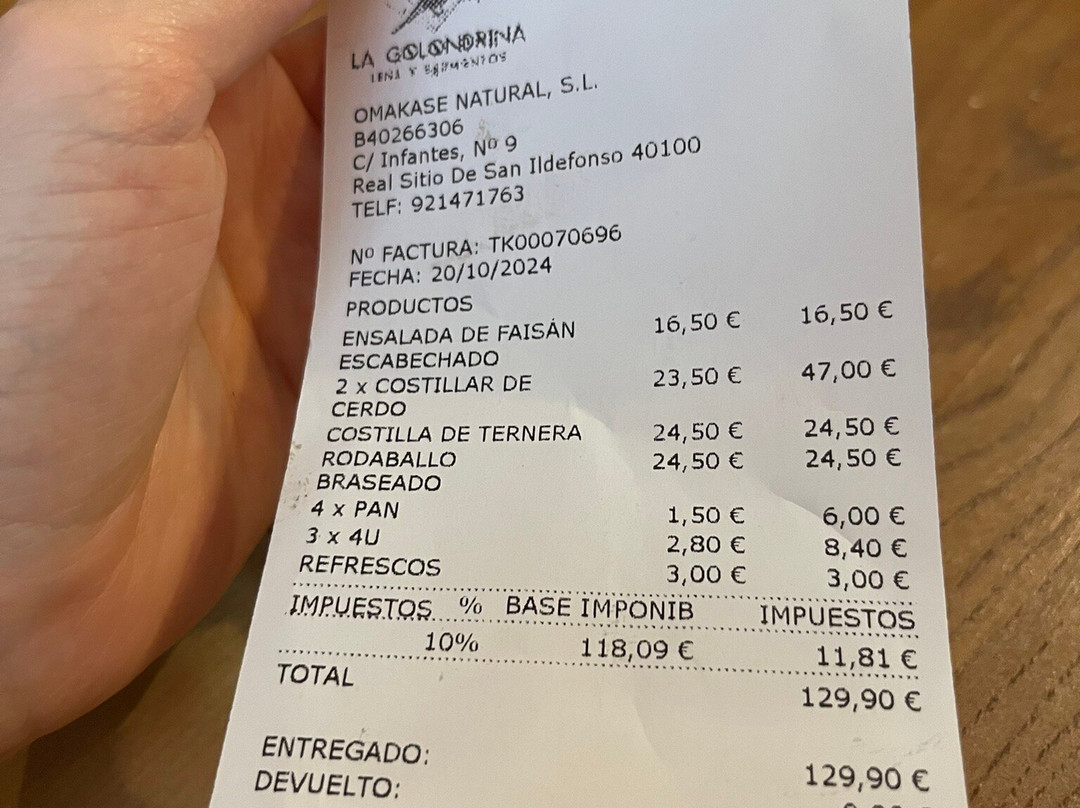 LA GOLONDRINA
LEÑA Y SARMIENTOS
OMAKASE NATURAL, S.L.
B40266306
C/ Infantes, Nº 9
Real Sitio De San Ildefonso 40100
TELF: 921471763
Nº FACTURA: TK00070696
FECHA: 20/10/2024
PRODUCTOS
ENSALADA DE FAISÁN 16,50 € 16,50 €
ESCABECHADO
2 x COSTILLAR DE 23,50 € 47,00 €
CERDO
COSTILLA DE TERNERA 24,50 € 24,50 €
RODABALLO 24,50 € 24,50 €
BRASEADO
4 x PAN 1,50 € 6,00 €
3 x 4U 2,80 € 8,40 €
REFRESCOS 3,00 € 3,00 €
IMPUESTOS % BASE IMPONIB IMPUESTOS
10% 118,09 € 11,81 €
TOTAL 129,90 €
ENTREGADO: 129,90 €
DEVUELTO: